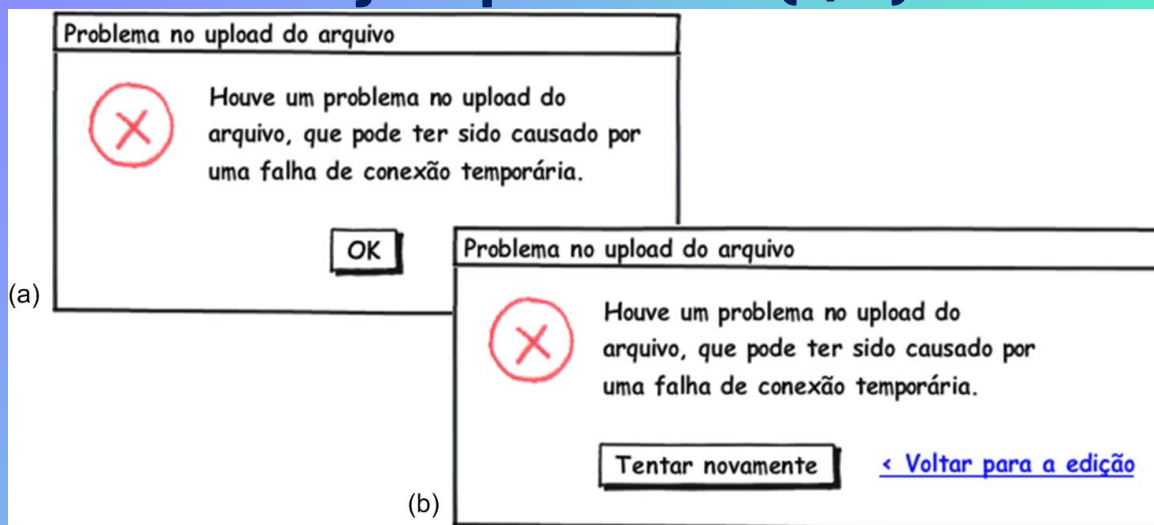 Problema no upload do arquivo
Houve um problema no upload do
arquivo, que pode ter sido causado por
uma falha de conexão temporária.
OK
(a)
Problema no upload do arquivo
Houve um problema no upload do
arquivo, que pode ter sido causado por
uma falha de conexão temporária.
Tentar novamente
< Voltar para a edição
(b)